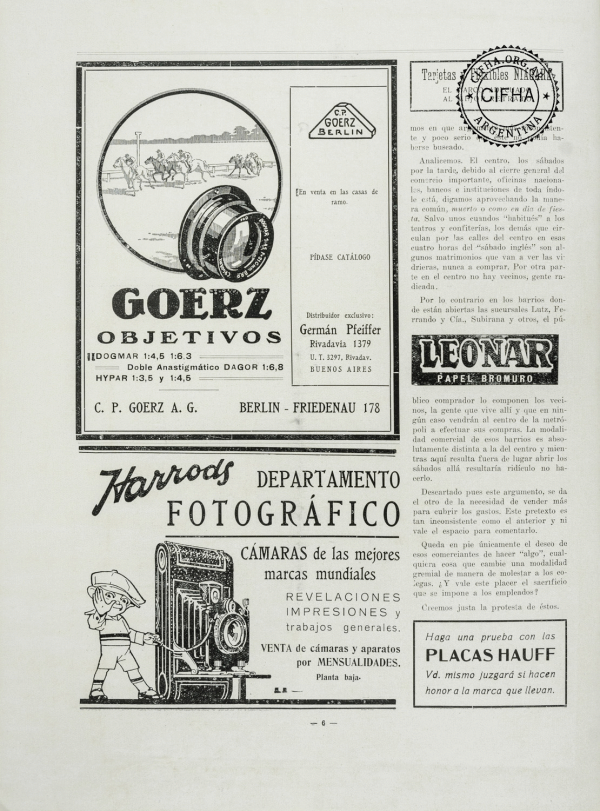 C.P.
GOERZ
BERLIN
En venta en las casas de
ramo.
PÍDASE CATÁLOGO
Distribuidor exclusivo:
Germán Pfeiffer
Rivadavia 1379
U. T. 3297, Rivadav.
BUENOS AIRES
GOERZ
OBJETIVOS
DOGMAR 1:4,5 1:6.3
Doble Anastigmático DAGOR 1:6,8
HYPAR 1:3,5 y 1:4,5
C. P. GOERZ A. G. BERLIN - FRIEDENAU 178
Harrods DEPARTAMENTO
FOTOGRÁFICO
CÁMARAS de las mejores
marcas mundiales
REVELACIONES
IMPRESIONES y
trabajos generales.
VENTA de cámaras y aparatos
por MENSUALIDADES.
Planta baja-
Tarjetas
CIFHA.ORG.AR
CIFHA
ARGENTINA
mos en que
te y poco serio
berse buscado.
Analicemos. El centro, los sábados
por la tarde, debido al cierre general del
comercio importante, oficinas naciona-
les, bancos e instituciones de toda índo-
le está, digamos aprovechando la mane-
ra común, muerto o como en día de fies-
ta. Salvo unos cuandos "habitués" a los
teatros y confiterías, los demás que cir-
culan por las calles del centro en esas
cuatro horas del "sábado inglés" son al-
gunos matrimonios que van a ver las vi-
drieras, nunca a comprar. Por otra par-
te en el centro no hay vecinos, gente ra-
dicada.
Por lo contrario en los barrios don-
de están abiertas las sucursales Lutz, Fe-
rrando y Cía., Subirana y otros, el pú-
LEONAR
PAPEL BROMURO
blico comprador lo componen los veci-
nos, la gente que vive allí y que en nin-
gún caso vendrán al centro de la metró-
poli a efectuar sus compras. La modali-
dad comercial de esos barrios es abso-
lutamente distinta a la del centro y mien-
tras aquí resulta fuera de lugar abrir los
sábados allá resultaría ridículo no ha-
cerlo.
Descartado pues este argumento, se da
el otro de la necesidad de vender más
para cubrir los gastos. Este pretexto es
tan inconsistente como el anterior y ni
vale el espacio para comentarlo.
Queda en pie únicamente el deseo de
esos comerciantes de hacer "algo", cual-
quiera cosa que cambie una modalidad
gremial de manera de molestar a los co-
legas. ¿Y vale este placer el sacrificio
que se impone a los empleados?
Creemos justa la protesta de éstos.
Haga una prueba con las
PLACAS HAUFF
Vd. mismo juzgará si hacen
honor a la marca que llevan.
— 6 —